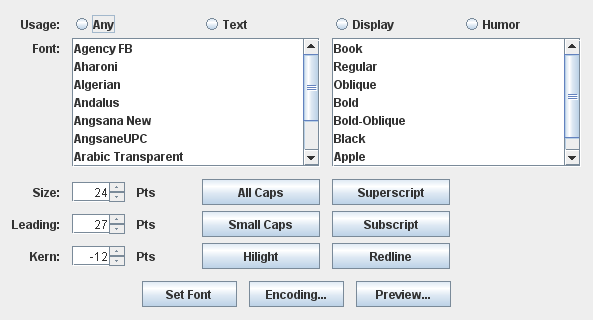 Usage: Any Text Display Humor
Font: Agency FB Book
Aharoni Regular
Algerian Oblique
Andalus Bold
Angsana New Bold-Oblique
AngsaneUPC Black
Arabic Transparent Apple
Size: 24 Pts All Caps Superscript
Leading: 27 Pts Small Caps Subscript
Kern: -12 Pts Hilight Redline
Set Font Encoding... Preview...